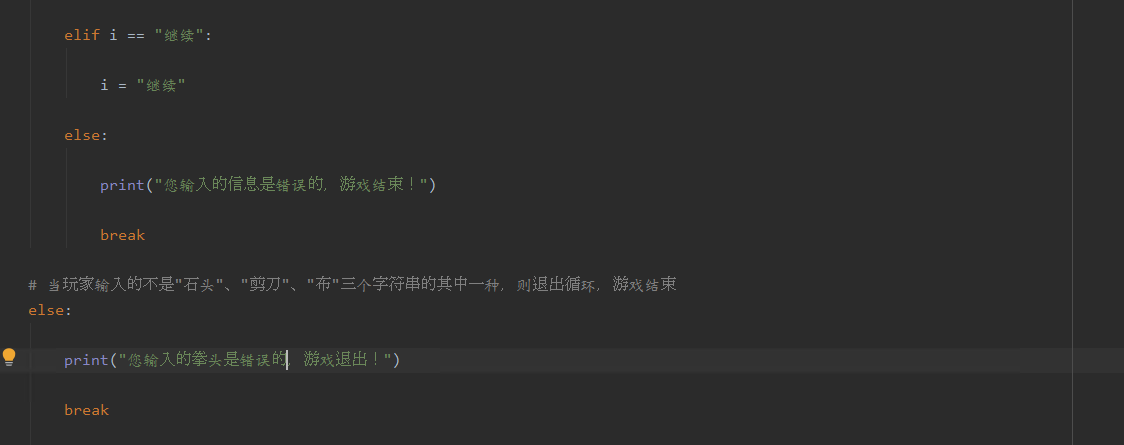 elif i == "继续":
i = "继续"
else:
print("您输入的信息是错误的，游戏结束！")
break
# 当玩家输入的不是"石头"、"剪刀"、"布"三个字符串的其中一种，则退出循环，游戏结束
else:
print("您输入的拳头是错误的，游戏退出！")
break